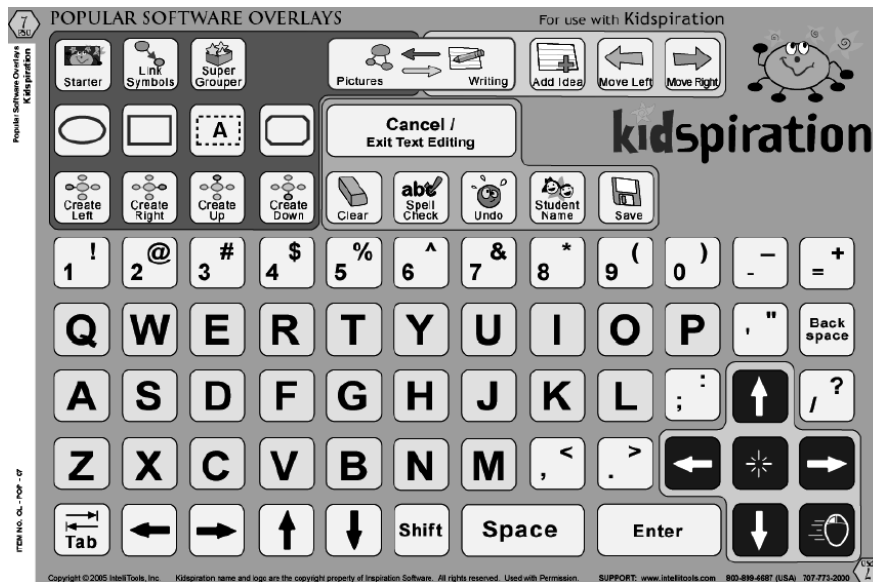 7
PSO
POPULAR SOFTWARE OVERLAYS
For use with Kidspiration
Popular Software Overlays
Kidspiration
Starter
Link Symbols
Super Grouper
Pictures
Writing
Add Idea
Move Left
Move Right
A
Cancel /
Exit Text Editing
kidspiration
Create Left
Create Right
Create Up
Create Down
Clear
abc
Spell Check
Undo
Student Name
Save
1 ! 2 @ 3 # 4 $ 5 % 6 ^ 7 & 8 * 9 ( 0 ) - _ = +
Q W E R T Y U I O P ' " Back space
A S D F G H J K L ; : / ?
Z X C V B N M , < . >
Tab Shift Space Enter
ITEM NO. OL - POP - 07
Copyright © 2005 IntelliTools, Inc. Kidspiration name and logo are the copyright property of Inspiration Software. All rights reserved. Used with Permission. SUPPORT: www.intellitools.com 800-899-6687 (USA) 707-773-2000